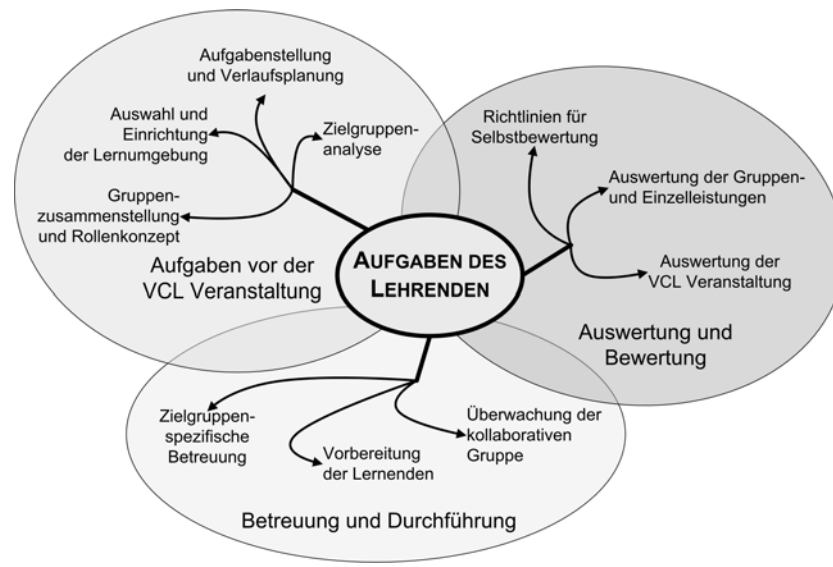 Aufgabenstellung
und Verlaufsplanung
Auswahl und
Einrichtung
der Lernumgebung
Zielgruppen-
analyse
Gruppen-
zusammenstellung
und Rollenkonzept
Aufgaben vor der
VCL Veranstaltung
AUFGABEN DES
LEHRENDEN
Richtlinien für
Selbstbewertung
Auswertung der Gruppen-
und Einzelleistungen
Auswertung der
VCL Veranstaltung
Auswertung und
Bewertung
Zielgruppen-
spezifische
Betreuung
Vorbereitung
der Lernenden
Überwachung der
kollaborativen
Gruppe
Betreuung und Durchführung